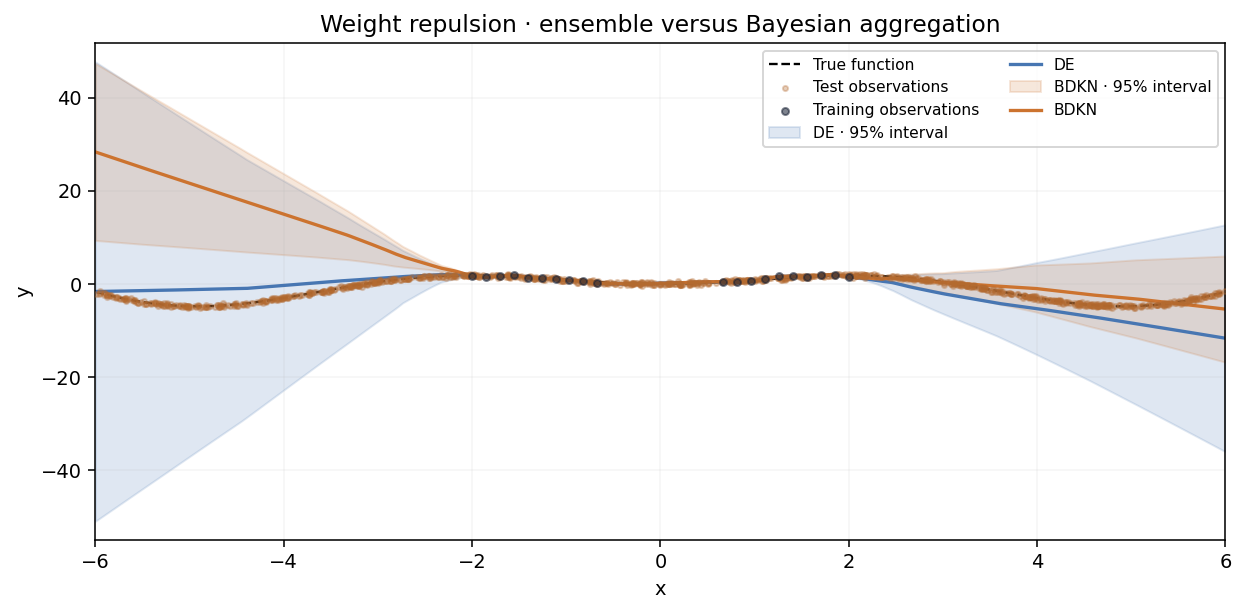 Weight repulsion · ensemble versus Bayesian aggregation
True function
Test observations
Training observations
DE · 95% interval
DE
BDKN · 95% interval
BDKN
40
20
0
−20
−40
y
−6
−4
−2
0
2
4
6
x